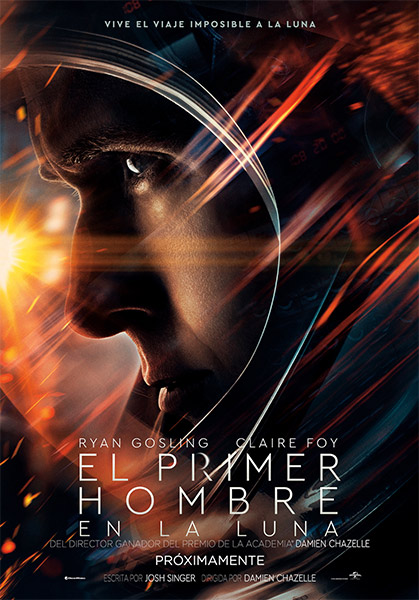 VIVE EL VIAJE IMPOSIBLE A LA LUNA
RYAN GOSLING CLAIRE FOY
EL PRIMER
HOMBRE
EN LA LUNA
DEL DIRECTOR GANADOR DEL PREMIO DE LA ACADEMIA® DAMIEN CHAZELLE
PRÓXIMAMENTE
ESCRITA POR JOSH SINGER DIRIGIDA POR DAMIEN CHAZELLE